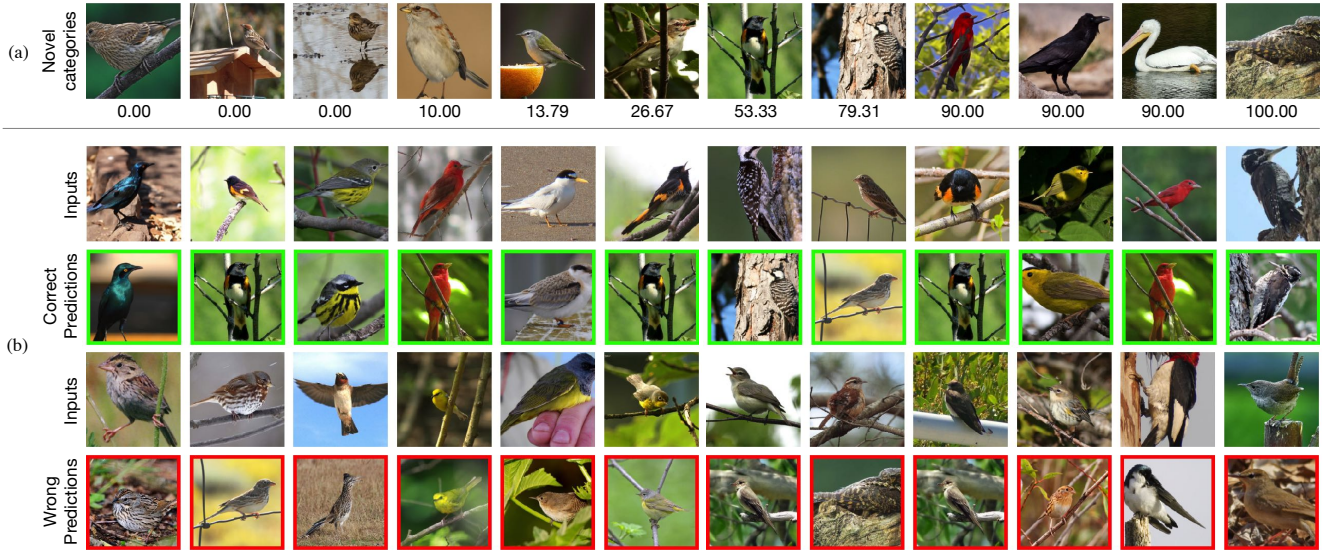 (a)
Novel
categories
0.00 0.00 0.00 10.00 13.79 26.67 53.33 79.31 90.00 90.00 90.00 100.00
(b)
Inputs
Correct
Predictions
Inputs
Wrong
Predictions